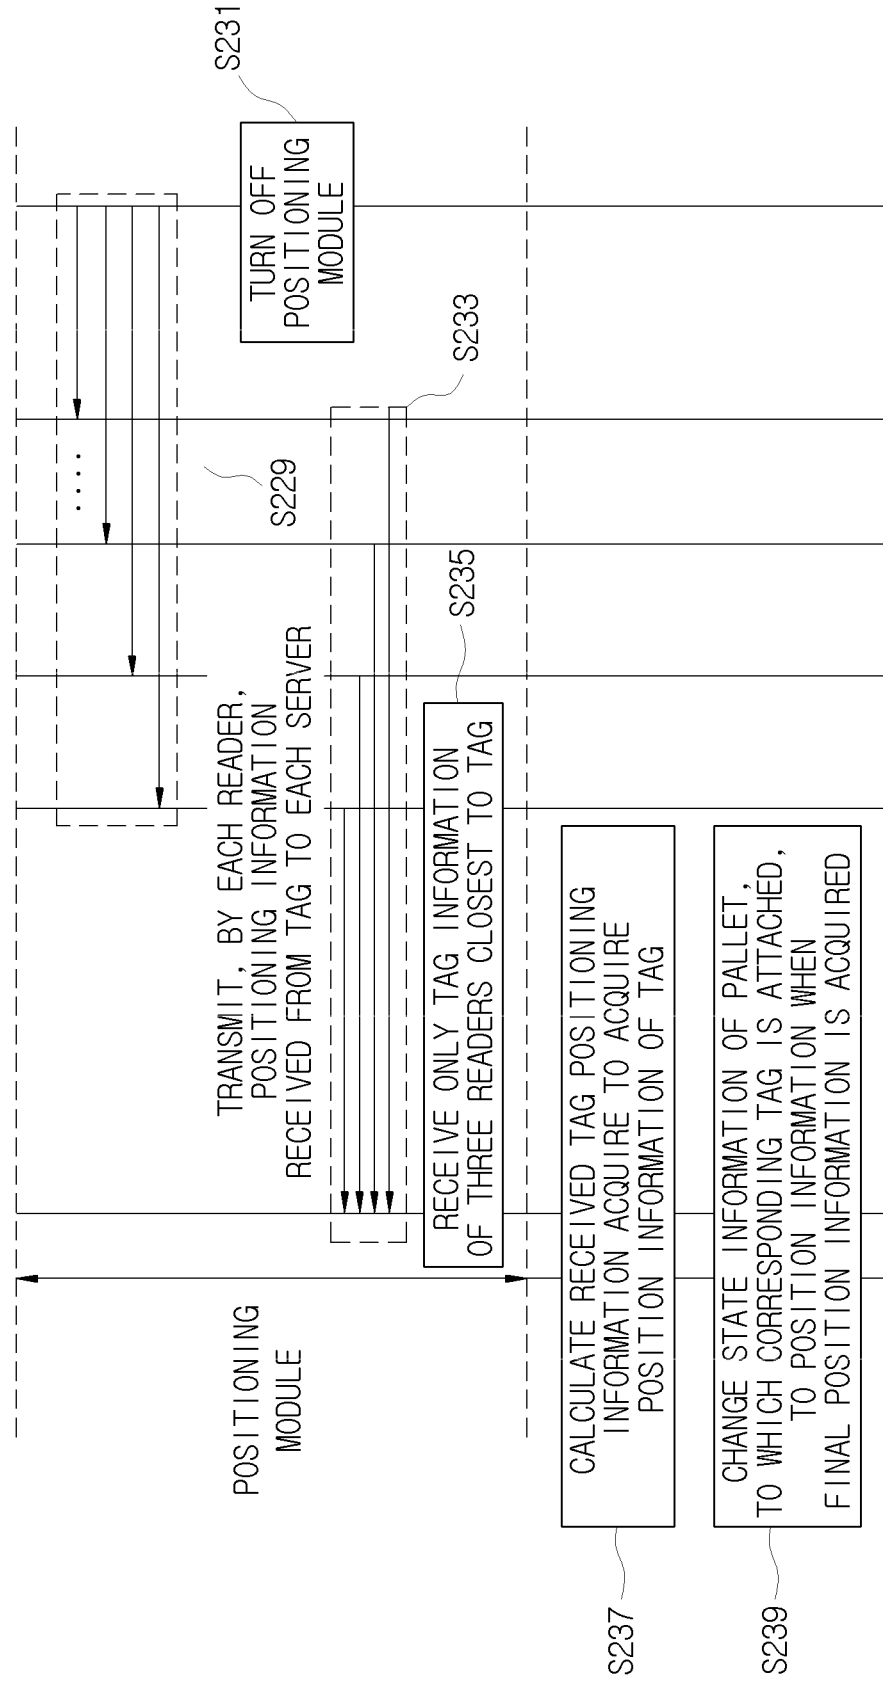 POSITIONING
MODULE
....
S229
TURN OFF
POSITIONING
MODULE
S231
TRANSMIT, BY EACH READER,
POSITIONING INFORMATION
RECEIVED FROM TAG TO EACH SERVER
S233
RECEIVE ONLY TAG INFORMATION
OF THREE READERS CLOSEST TO TAG
S235
CALCULATE RECEIVED TAG POSITIONING
INFORMATION ACQUIRE TO ACQUIRE
POSITION INFORMATION OF TAG
S237
CHANGE STATE INFORMATION OF PALLET,
TO WHICH CORRESPONDING TAG IS ATTACHED,
TO POSITION INFORMATION WHEN
FINAL POSITION INFORMATION IS ACQUIRED
S239